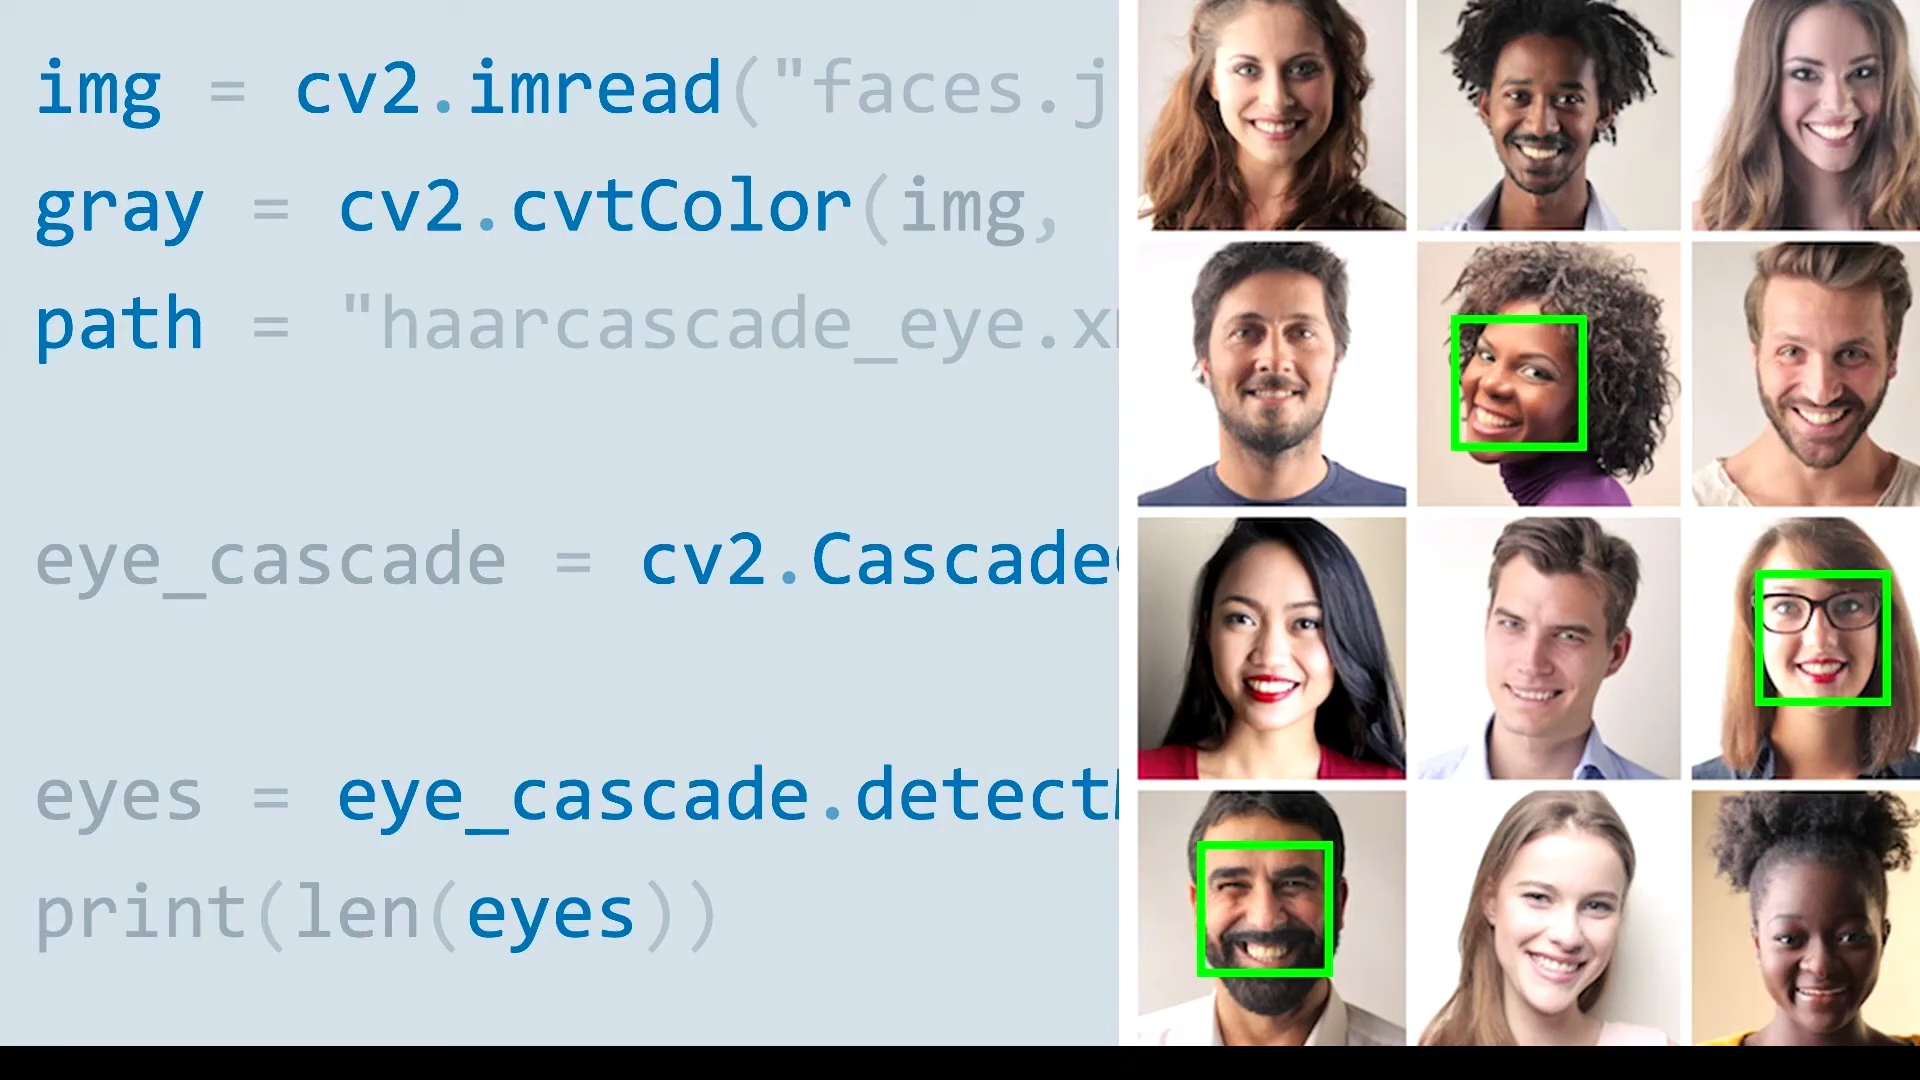 img = cv2.imread("faces.j
gray = cv2.cvtColor(img,
path = "haarcascade_eye.x
eye_cascade = cv2.Cascade
eyes = eye_cascade.detect
print(len(eyes))